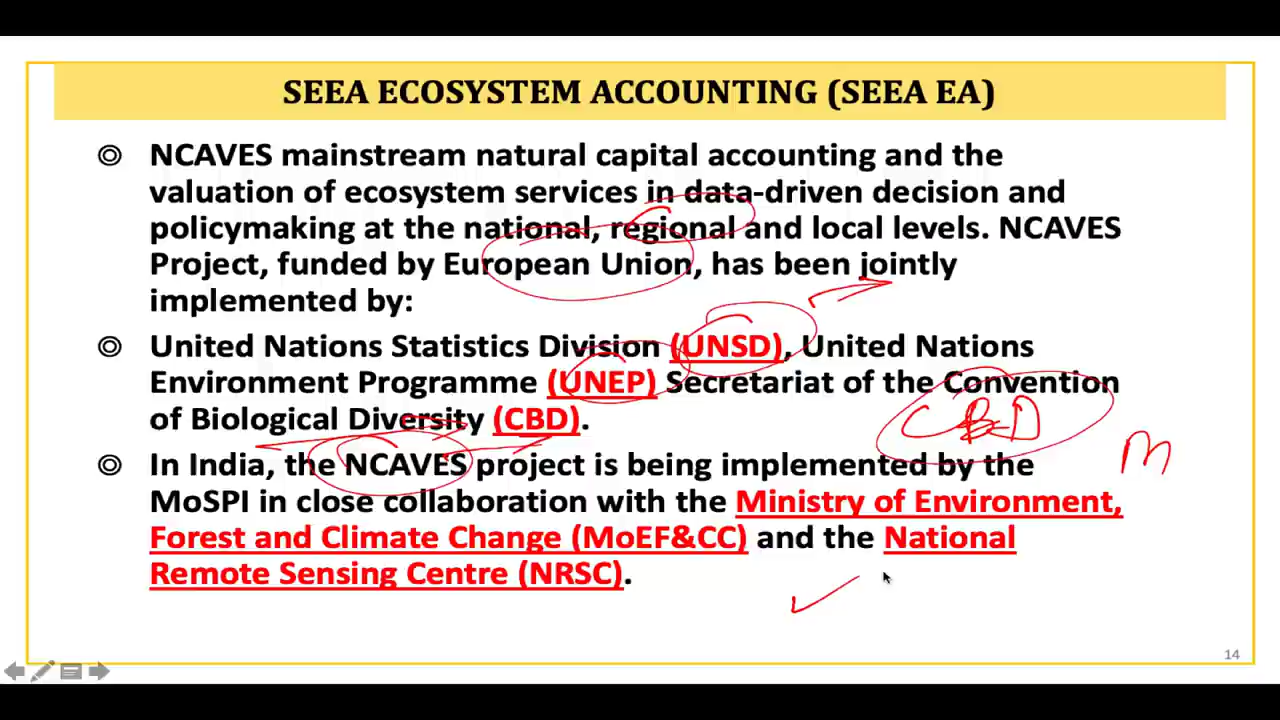 SEEA ECOSYSTEM ACCOUNTING (SEEA EA)
◎ NCAVES mainstream natural capital accounting and the
valuation of ecosystem services in data-driven decision and
policymaking at the national, regional and local levels. NCAVES
Project, funded by European Union, has been jointly
implemented by:
◎ United Nations Statistics Division (UNSD), United Nations
Environment Programme (UNEP) Secretariat of the Convention
of Biological Diversity (CBD).
CBD
◎ In India, the NCAVES project is being implemented by the
M
MoSPI in close collaboration with the Ministry of Environment,
Forest and Climate Change (MoEF&CC) and the National
Remote Sensing Centre (NRSC).
14